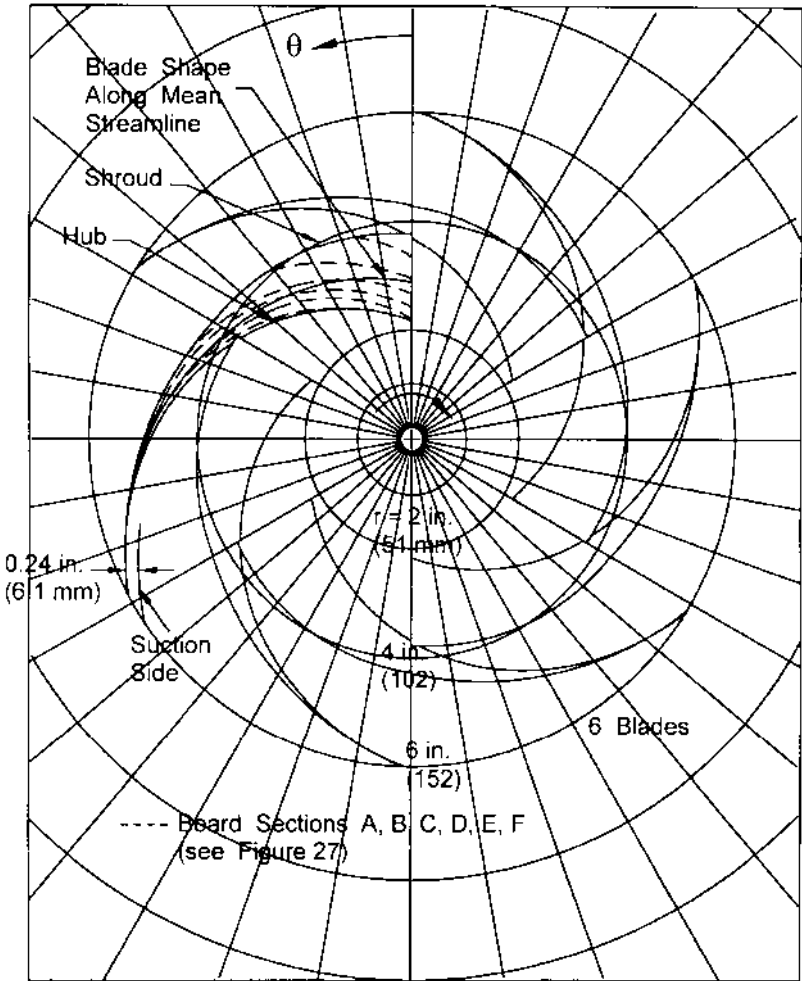 θ
Blade Shape
Along Mean
Streamline
Shroud
Hub
r = 2 in.
(51 mm)
0.24 in.
(6.1 mm)
Suction
Side
4 in.
(102)
6 Blades
6 in.
(152)
---- Board Sections A, B, C, D, E, F
(see Figure 27)